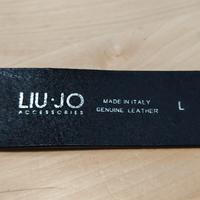 LIU·JO
ACCESSORIES
MADE IN ITALY
GENUINE LEATHER
L